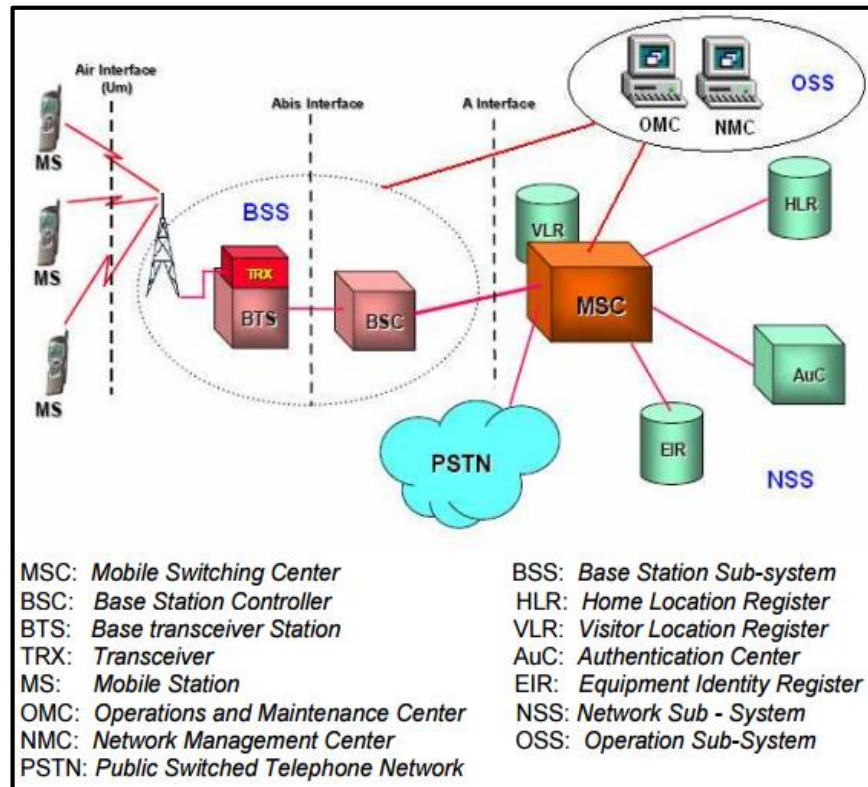 Air Interface
(Um)
Abis Interface
A Interface
OSS
OMC
NMC
MS
MS
MS
BSS
TRX
BTS
BSC
VLR
MSC
HLR
AuC
EIR
PSTN
NSS
MSC: Mobile Switching Center
BSC: Base Station Controller
BTS: Base transceiver Station
TRX: Transceiver
MS: Mobile Station
OMC: Operations and Maintenance Center
NMC: Network Management Center
PSTN: Public Switched Telephone Network
BSS: Base Station Sub-system
HLR: Home Location Register
VLR: Visitor Location Register
AuC: Authentication Center
EIR: Equipment Identity Register
NSS: Network Sub - System
OSS: Operation Sub-System